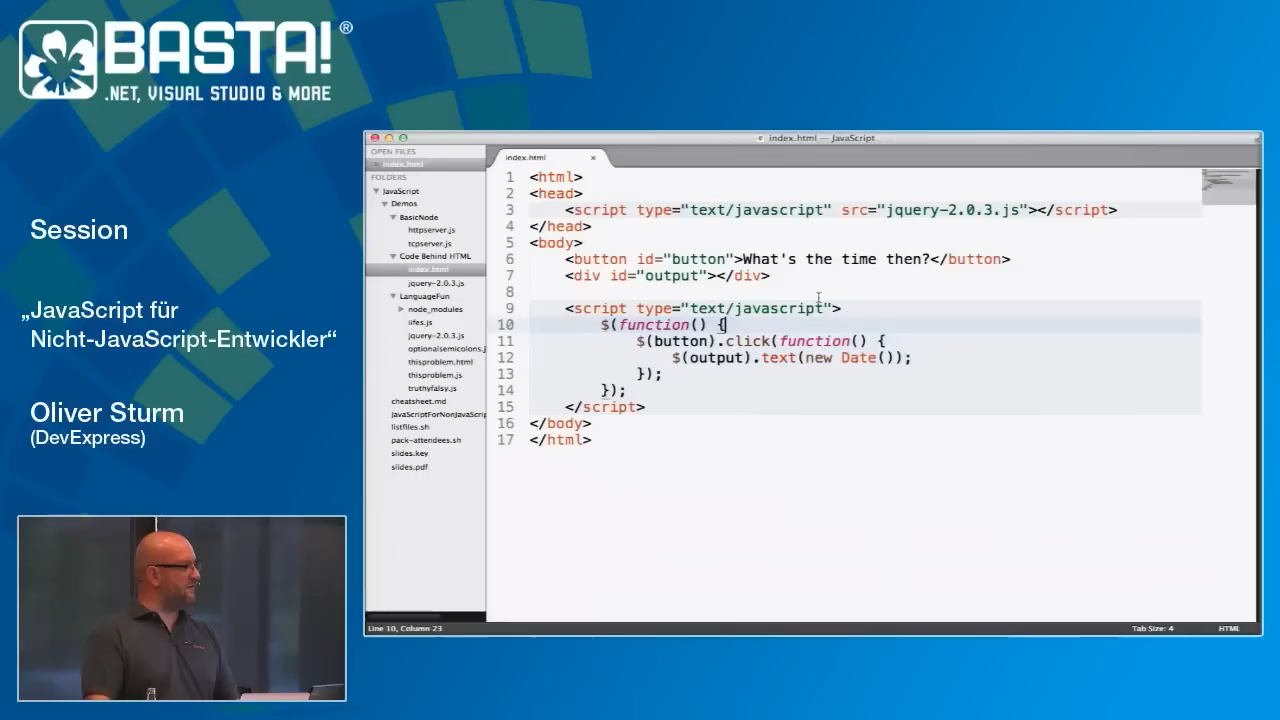 BASTA!®
.NET, VISUAL STUDIO & MORE
Session
„JavaScript für
Nicht-JavaScript-Entwickler“
Oliver Sturm
(DevExpress)
index.html — JavaScript
OPEN FILES
index.html
FOLDERS
JavaScript
Demos
BasicNode
httpserver.js
tcpserver.js
Code Behind HTML
index.html
jquery-2.0.3.js
LanguageFun
node_modules
iifes.js
jquery-2.0.3.js
optionalsemicolons.j
thisproblem.html
thisproblem.js
truthyfalsy.js
cheatsheet.md
JavaScriptForNonJavaScrip
listfiles.sh
pack-attendees.sh
slides.key
slides.pdf
index.html ×
1 <html>
2 <head>
3 <script type="text/javascript" src="jquery-2.0.3.js"></script>
4 </head>
5 <body>
6 <button id="button">What's the time then?</button>
7 <div id="output"></div>
8
9 <script type="text/javascript">
10 $(function() {
11 $(button).click(function() {
12 $(output).text(new Date());
13 });
14 });
15 </script>
16 </body>
17 </html>
Line 10, Column 23
Tab Size: 4
HTML